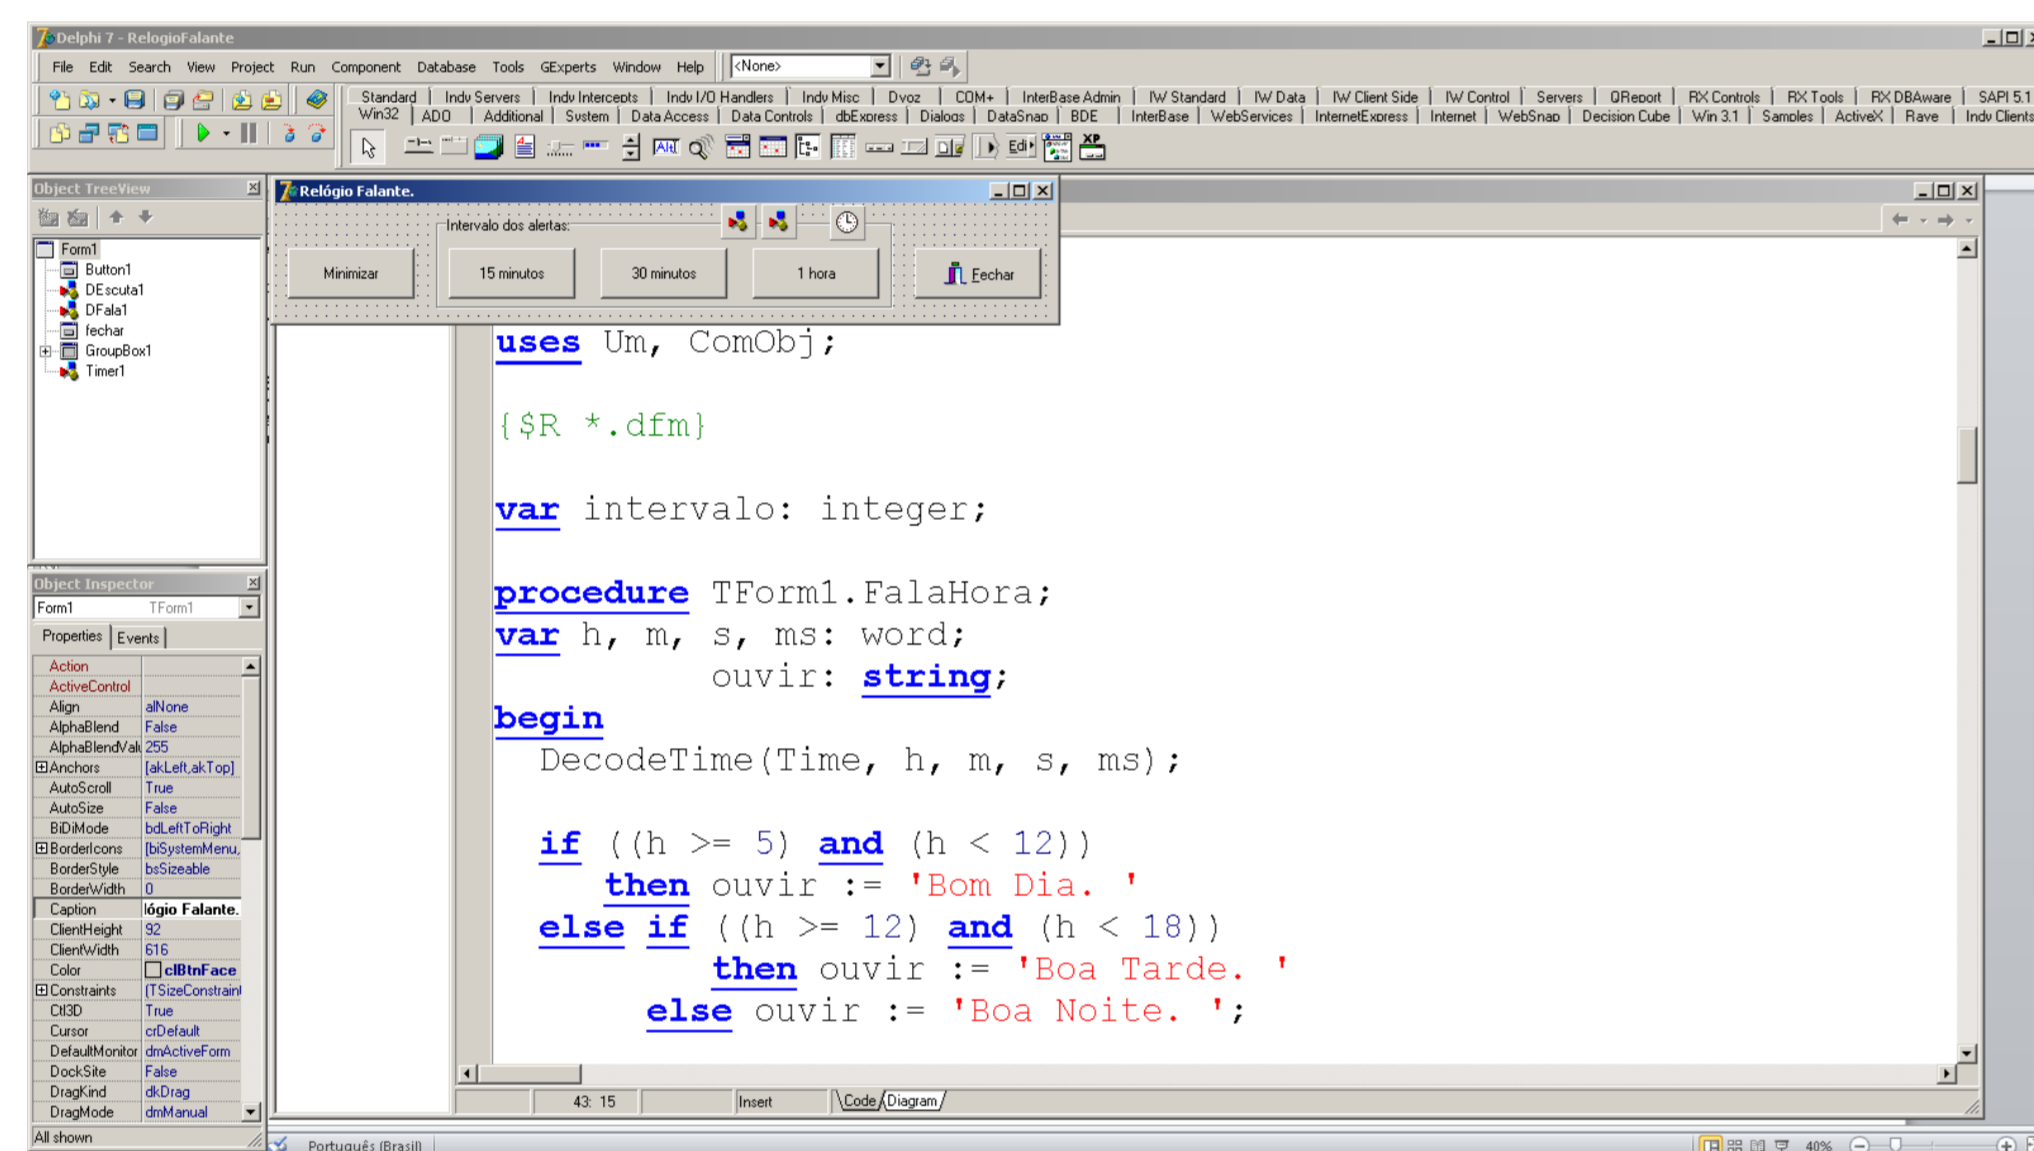 Delphi 7 - RelogioFalante
File Edit Search View Project Run Component Database Tools GExperts Window Help <None>
Standard Indy Servers Indy Intercepts Indy I/O Handlers Indy Misc Dvoz COM+ InterBase Admin IW Standard IW Data IW Client Side IW Control Servers QReport RX Controls RX Tools RX DBAware SAPI 5.1
Win32 ADO Additional System Data Access Data Controls dbExpress Dialogs DataSnap BDE InterBase WebServices InternetExpress Internet WebSnap Decision Cube Win 3.1 Samples ActiveX Rave Indy Clients
Object TreeView
Form1
Button1
DEscuta1
DFala1
fechar
GroupBox1
Timer1
Relógio Falante.
Intervalo dos alertas:
Minimizar 15 minutos 30 minutos 1 hora Fechar
uses Um, ComObj;
{$R *.dfm}
var intervalo: integer;
procedure TForm1.FalaHora;
var h, m, s, ms: word;
ouvir: string;
begin
DecodeTime(Time, h, m, s, ms);
if ((h >= 5) and (h < 12))
then ouvir := 'Bom Dia. '
else if ((h >= 12) and (h < 18))
then ouvir := 'Boa Tarde. '
else ouvir := 'Boa Noite. ';
Object Inspector
Form1 TForm1
Properties Events
Action
ActiveControl
Align alNone
AlphaBlend False
AlphaBlendValu 255
Anchors [akLeft,akTop]
AutoScroll True
AutoSize False
BiDiMode bdLeftToRight
BorderIcons [biSystemMenu,
BorderStyle bsSizeable
BorderWidth 0
Caption lógio Falante.
ClientHeight 92
ClientWidth 616
Color clBtnFace
Constraints (TSizeConstraint
Ctl3D True
Cursor crDefault
DefaultMonitor dmActiveForm
DockSite False
DragKind dkDrag
DragMode dmManual
All shown
43: 15 Insert Code Diagram
Português (Brasil) 40%